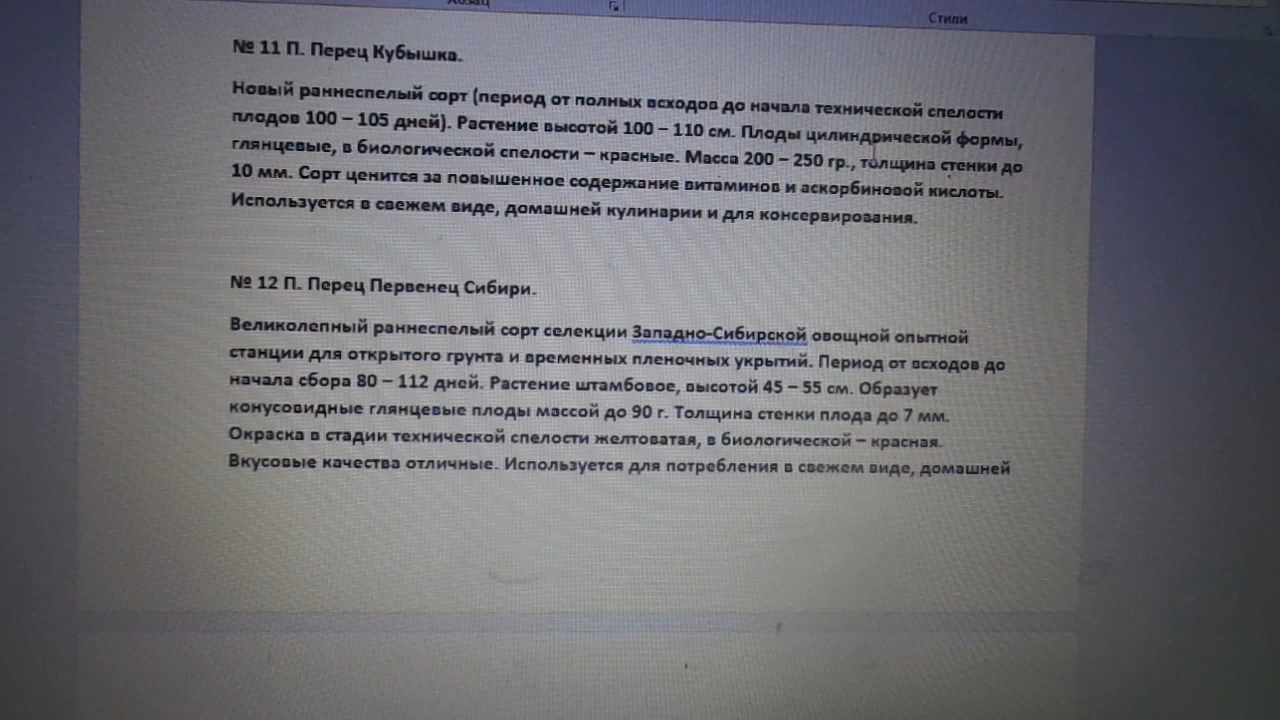 Абзац
Стили
№ 11 П. Перец Кубышка.
Новый раннеспелый сорт (период от полных всходов до начала технической спелости
плодов 100 – 105 дней). Растение высотой 100 – 110 см. Плоды цилиндрической формы,
глянцевые, в биологической спелости – красные. Масса 200 – 250 гр., толщина стенки до
10 мм. Сорт ценится за повышенное содержание витаминов и аскорбиновой кислоты.
Используется в свежем виде, домашней кулинарии и для консервирования.
№ 12 П. Перец Первенец Сибири.
Великолепный раннеспелый сорт селекции Западно-Сибирской овощной опытной
станции для открытого грунта и временных пленочных укрытий. Период от всходов до
начала сбора 80 – 112 дней. Растение штамбовое, высотой 45 – 55 см. Образует
конусовидные глянцевые плоды массой до 90 г. Толщина стенки плода до 7 мм.
Окраска в стадии технической спелости желтоватая, в биологической – красная.
Вкусовые качества отличные. Используется для потребления в свежем виде, домашней